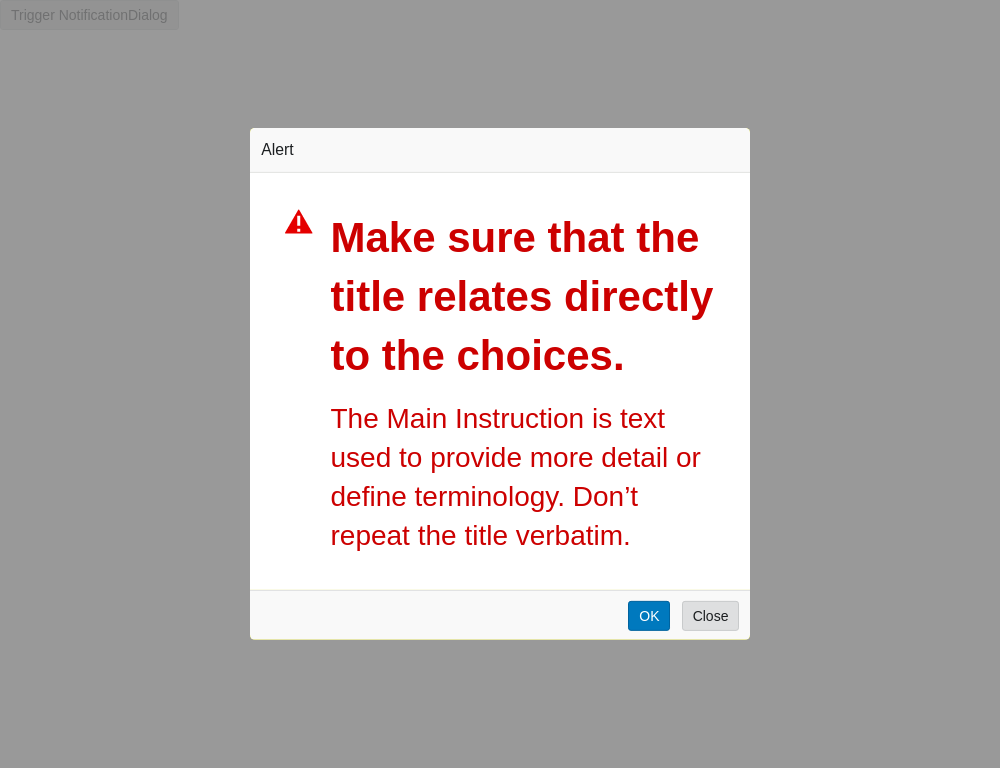 Trigger NotificationDialog
Alert
Make sure that the
title relates directly
to the choices.
The Main Instruction is text
used to provide more detail or
define terminology. Don’t
repeat the title verbatim.
OK
Close